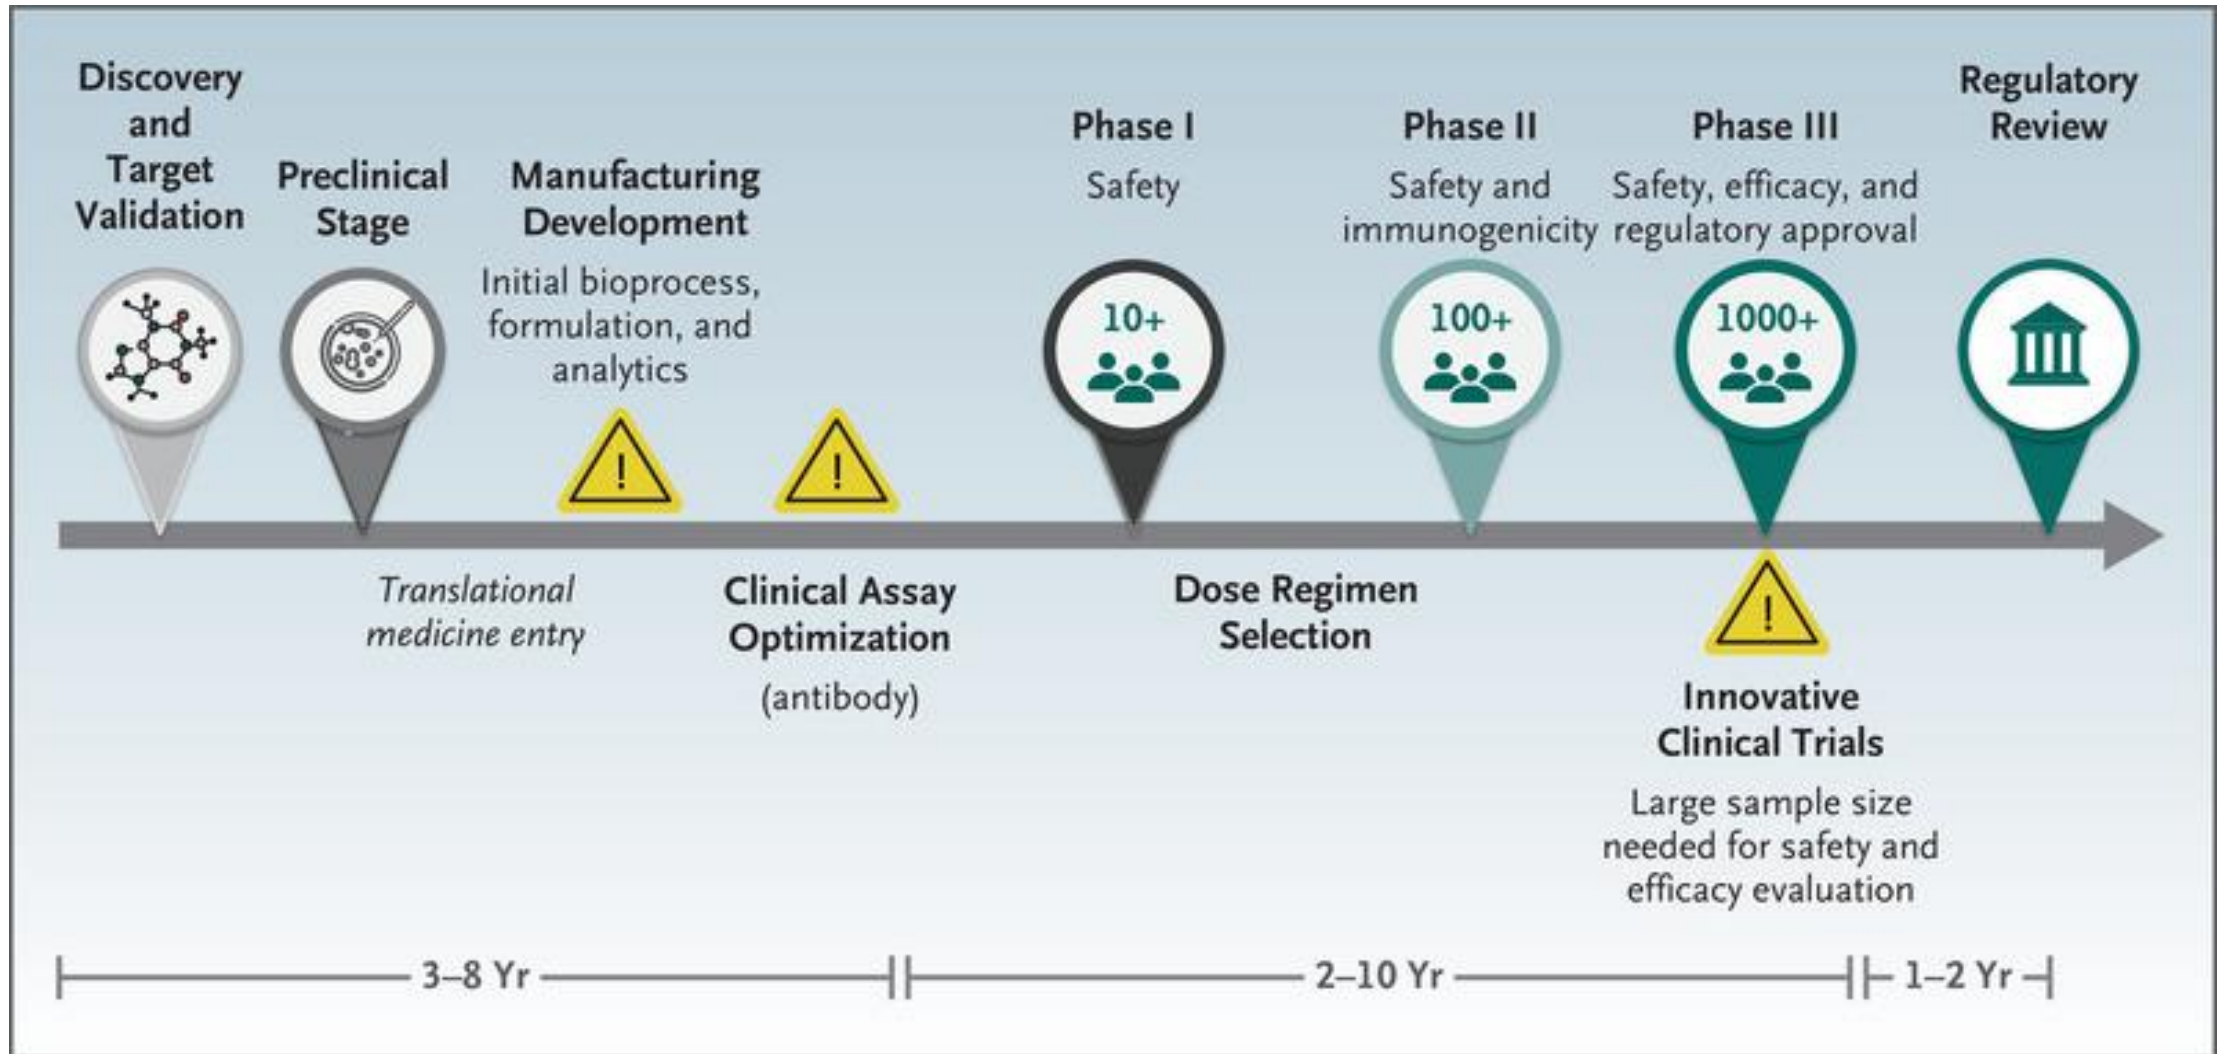 Discovery
and
Target
Validation
Preclinical
Stage
Manufacturing
Development
Initial bioprocess,
formulation, and
analytics
!
!
Phase I
Safety
10+
Phase II
Safety and
immunogenicity
100+
Phase III
Safety, efficacy, and
regulatory approval
1000+
Regulatory
Review
Translational
medicine entry
Clinical Assay
Optimization
(antibody)
Dose Regimen
Selection
!
Innovative
Clinical Trials
Large sample size
needed for safety and
efficacy evaluation
3–8 Yr
2–10 Yr
1–2 Yr